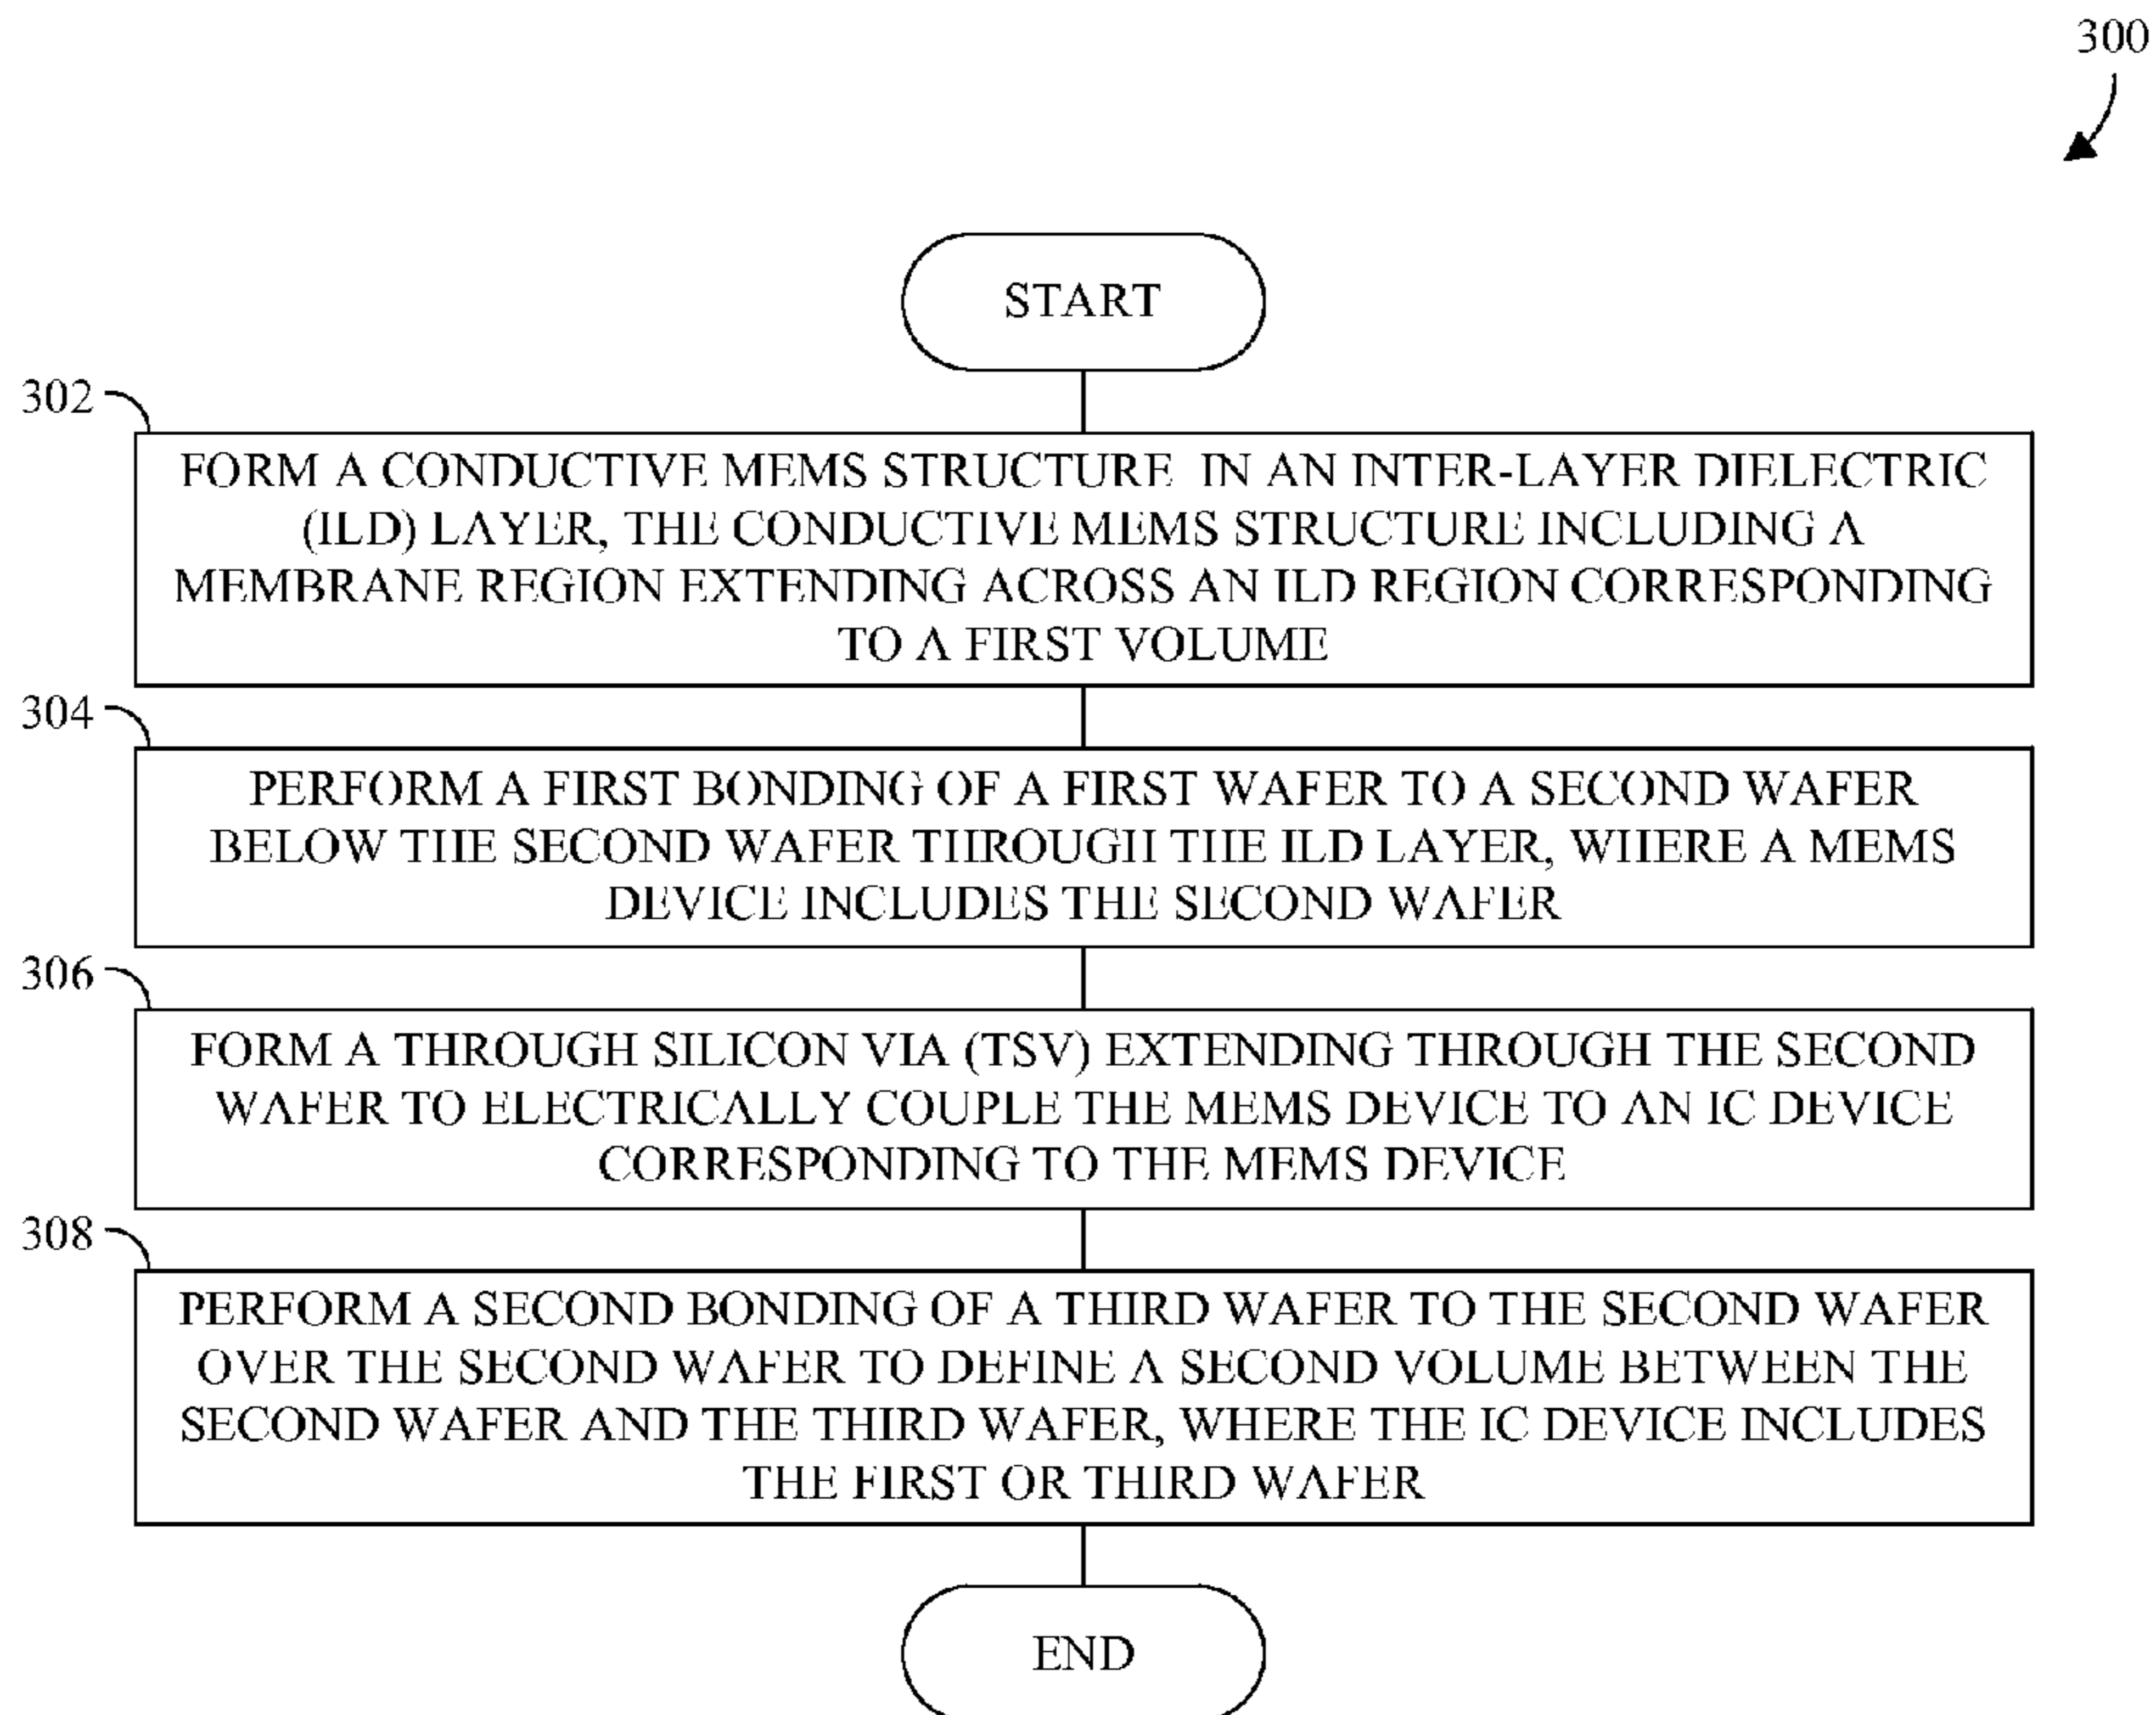 300
START
302
FORM A CONDUCTIVE MEMS STRUCTURE IN AN INTER-LAYER DIELECTRIC
(ILD) LAYER, THE CONDUCTIVE MEMS STRUCTURE INCLUDING A
MEMBRANE REGION EXTENDING ACROSS AN ILD REGION CORRESPONDING
TO A FIRST VOLUME
304
PERFORM A FIRST BONDING OF A FIRST WAFER TO A SECOND WAFER
BELOW THE SECOND WAFER THROUGH THE ILD LAYER, WHERE A MEMS
DEVICE INCLUDES THE SECOND WAFER
306
FORM A THROUGH SILICON VIA (TSV) EXTENDING THROUGH THE SECOND
WAFER TO ELECTRICALLY COUPLE THE MEMS DEVICE TO AN IC DEVICE
CORRESPONDING TO THE MEMS DEVICE
308
PERFORM A SECOND BONDING OF A THIRD WAFER TO THE SECOND WAFER
OVER THE SECOND WAFER TO DEFINE A SECOND VOLUME BETWEEN THE
SECOND WAFER AND THE THIRD WAFER, WHERE THE IC DEVICE INCLUDES
THE FIRST OR THIRD WAFER
END